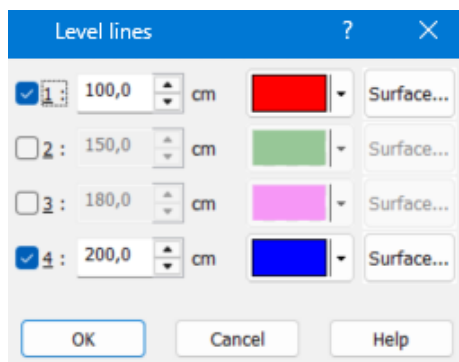 Level lines ?
1 : 100,0 cm Surface...
2 : 150,0 cm Surface...
3 : 180,0 cm Surface...
4 : 200,0 cm Surface...
OK Cancel Help